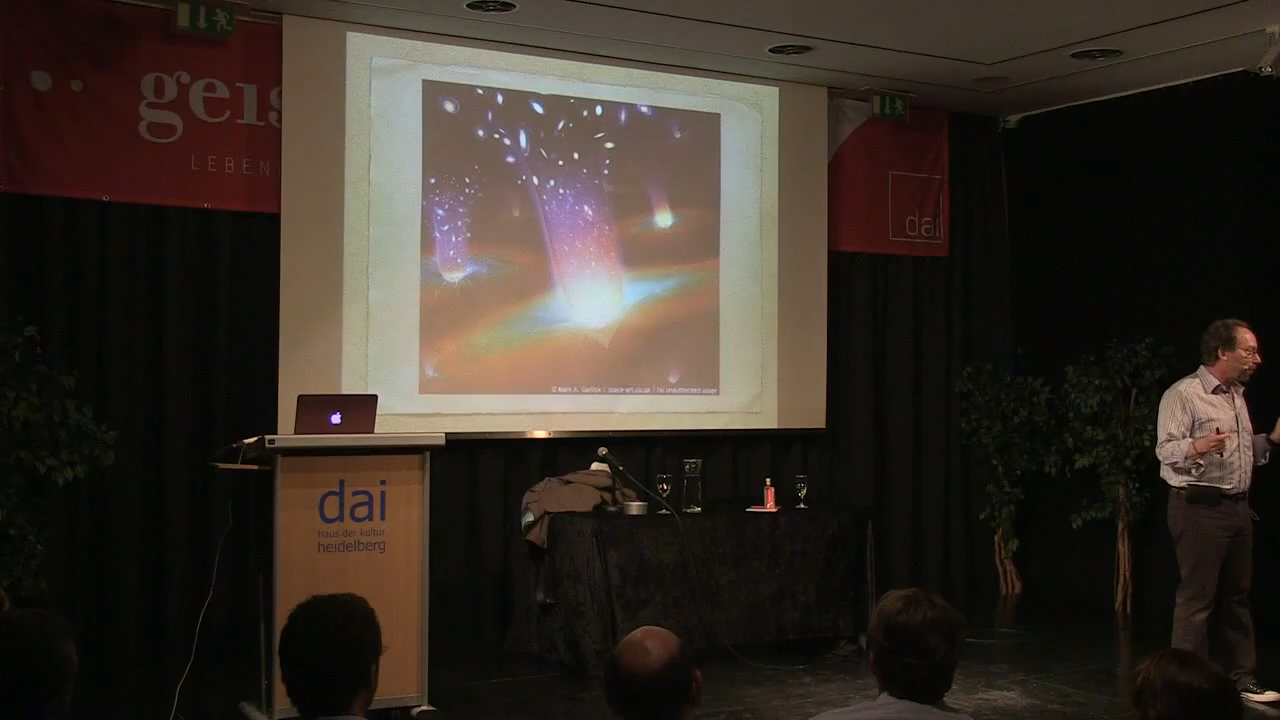 geis
LEBEN
dai
© Mark A. Garlick / space-art.co.uk / No unauthorised usage
dai
haus der kultur
heidelberg